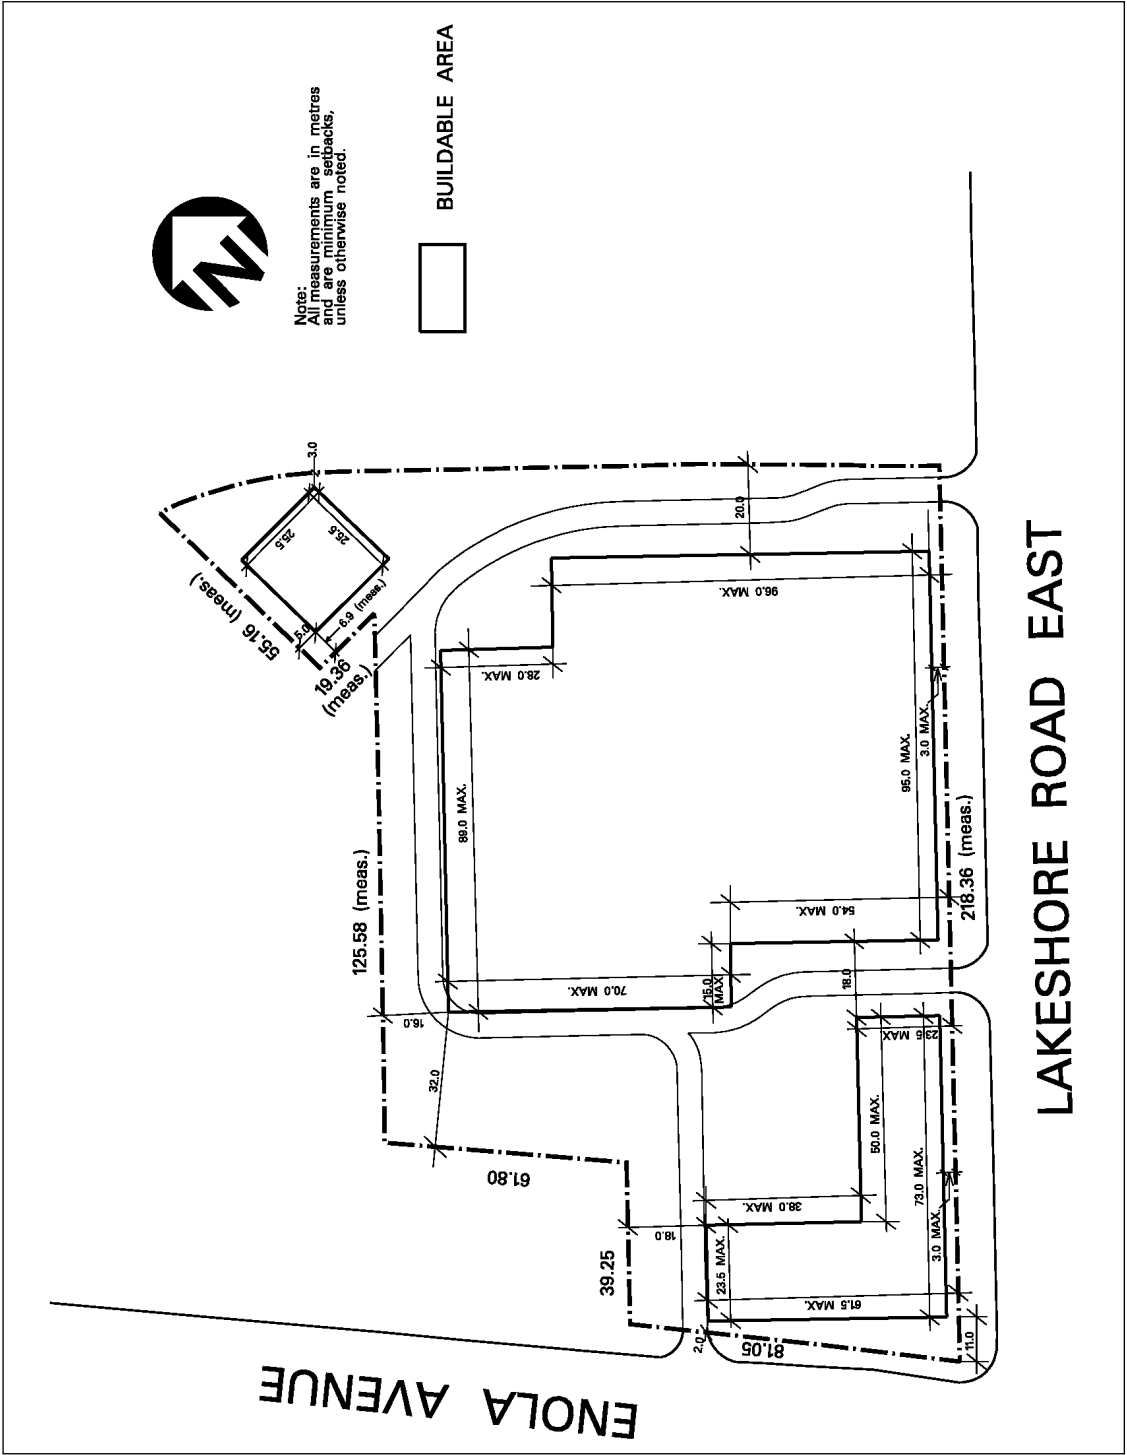 N
Note:
All measurements are in metres
and are minimum setbacks,
unless otherwise noted.
BUILDABLE AREA
55.16 (meas.)
19.36
(meas.)
25.5
25.5
3.0
5.0
6.9 (meas.)
125.58 (meas.)
20.0
96.0 MAX.
28.0 MAX.
89.0 MAX.
95.0 MAX.
3.0 MAX.
54.0 MAX.
218.36 (meas.)
70.0 MAX.
15.0
MAX
16.0
18.0
32.0
61.80
23.5 MAX
50.0 MAX.
73.0 MAX.
38.0 MAX.
3.0 MAX.
18.0
39.25
23.5 MAX.
61.5 MAX.
2.0
81.05
11.0
LAKESHORE ROAD EAST
ENOLA AVENUE